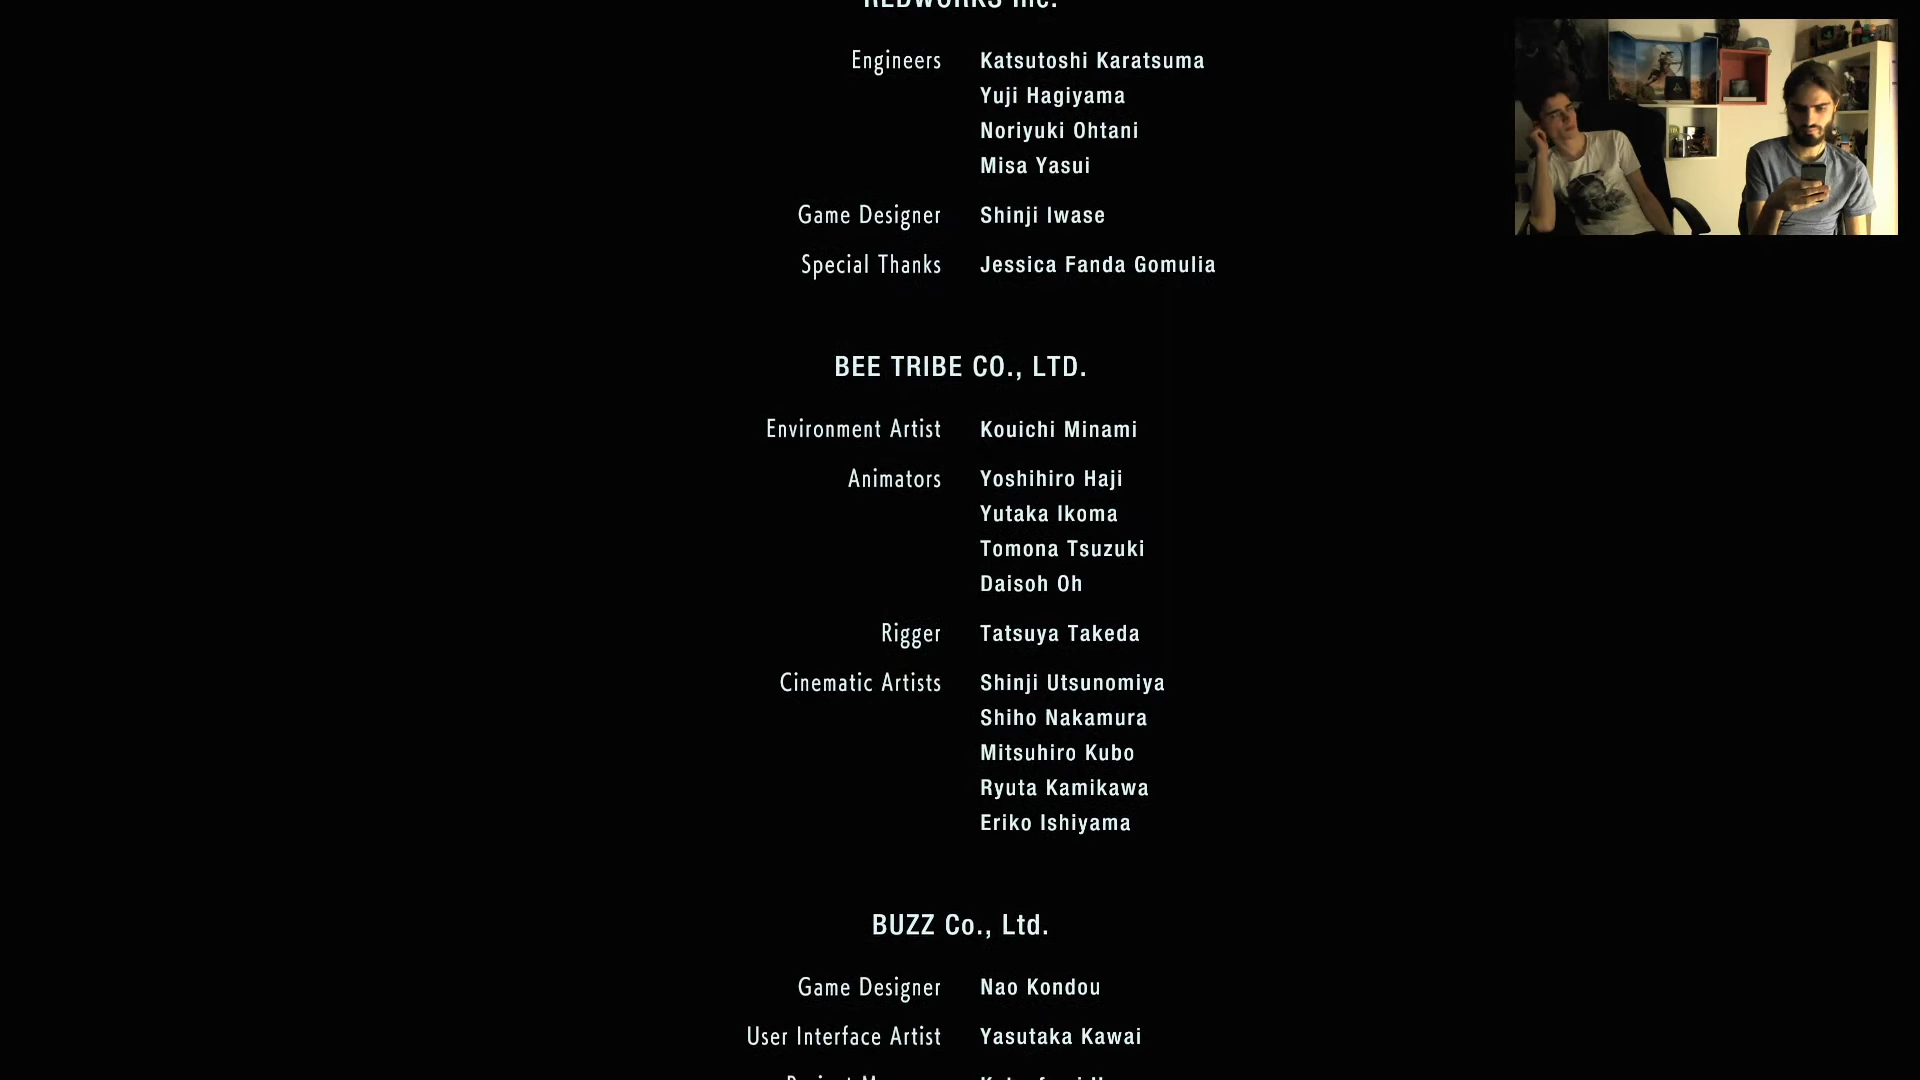 REDWORKS Inc.
Engineers Katsutoshi Karatsuma
Yuji Hagiyama
Noriyuki Ohtani
Misa Yasui
Game Designer Shinji Iwase
Special Thanks Jessica Fanda Gomulia
BEE TRIBE CO., LTD.
Environment Artist Kouichi Minami
Animators Yoshihiro Haji
Yutaka Ikoma
Tomona Tsuzuki
Daisoh Oh
Rigger Tatsuya Takeda
Cinematic Artists Shinji Utsunomiya
Shiho Nakamura
Mitsuhiro Kubo
Ryuta Kamikawa
Eriko Ishiyama
BUZZ Co., Ltd.
Game Designer Nao Kondou
User Interface Artist Yasutaka Kawai